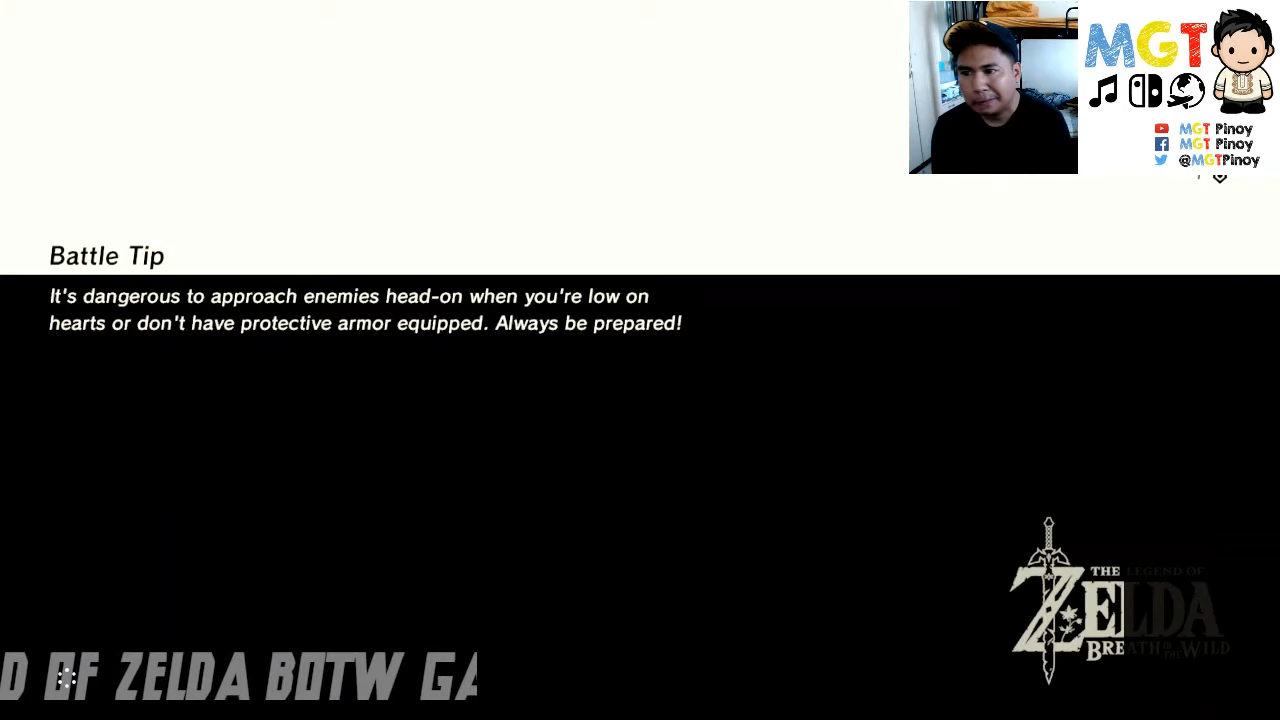 MGT
MGT Pinoy
MGT Pinoy
@MGTPinoy
Battle Tip
It's dangerous to approach enemies head-on when you're low on
hearts or don't have protective armor equipped. Always be prepared!
THE LEGEND OF
ZELDA
BREATH OF THE WILD
D OF ZELDA BOTW GA